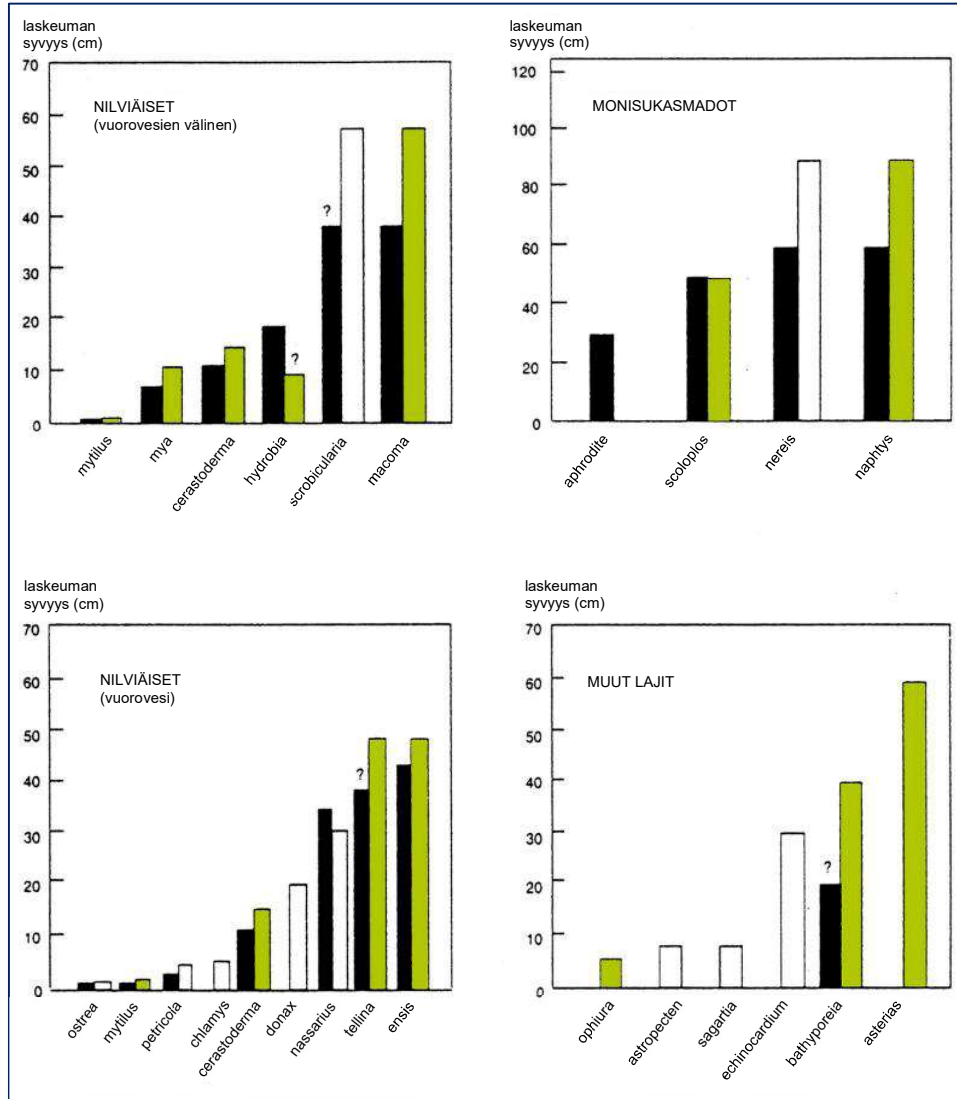 laskeuman
syvyys (cm)
70
60
50
40
30
20
10
0
NILVIÄISET
(vuorovesien välinen)
?
?
mytilus
mya
cerastoderma
hydrobia
scrobicularia
macoma
laskeuman
syvyys (cm)
120
100
80
60
40
20
0
MONISUKASMADOT
aphrodite
scoloplos
nereis
naphtys
laskeuman
syvyys (cm)
70
60
50
40
30
20
10
0
NILVIÄISET
(vuorovesi)
?
ostrea
mytilus
petricola
chlamys
cerastoderma
donax
nassarius
tellina
ensis
laskeuman
syvyys (cm)
70
60
50
40
30
20
10
0
MUUT LAJIT
?
ophiura
astropecten
sagartia
echinocardium
bathyporeia
asterias